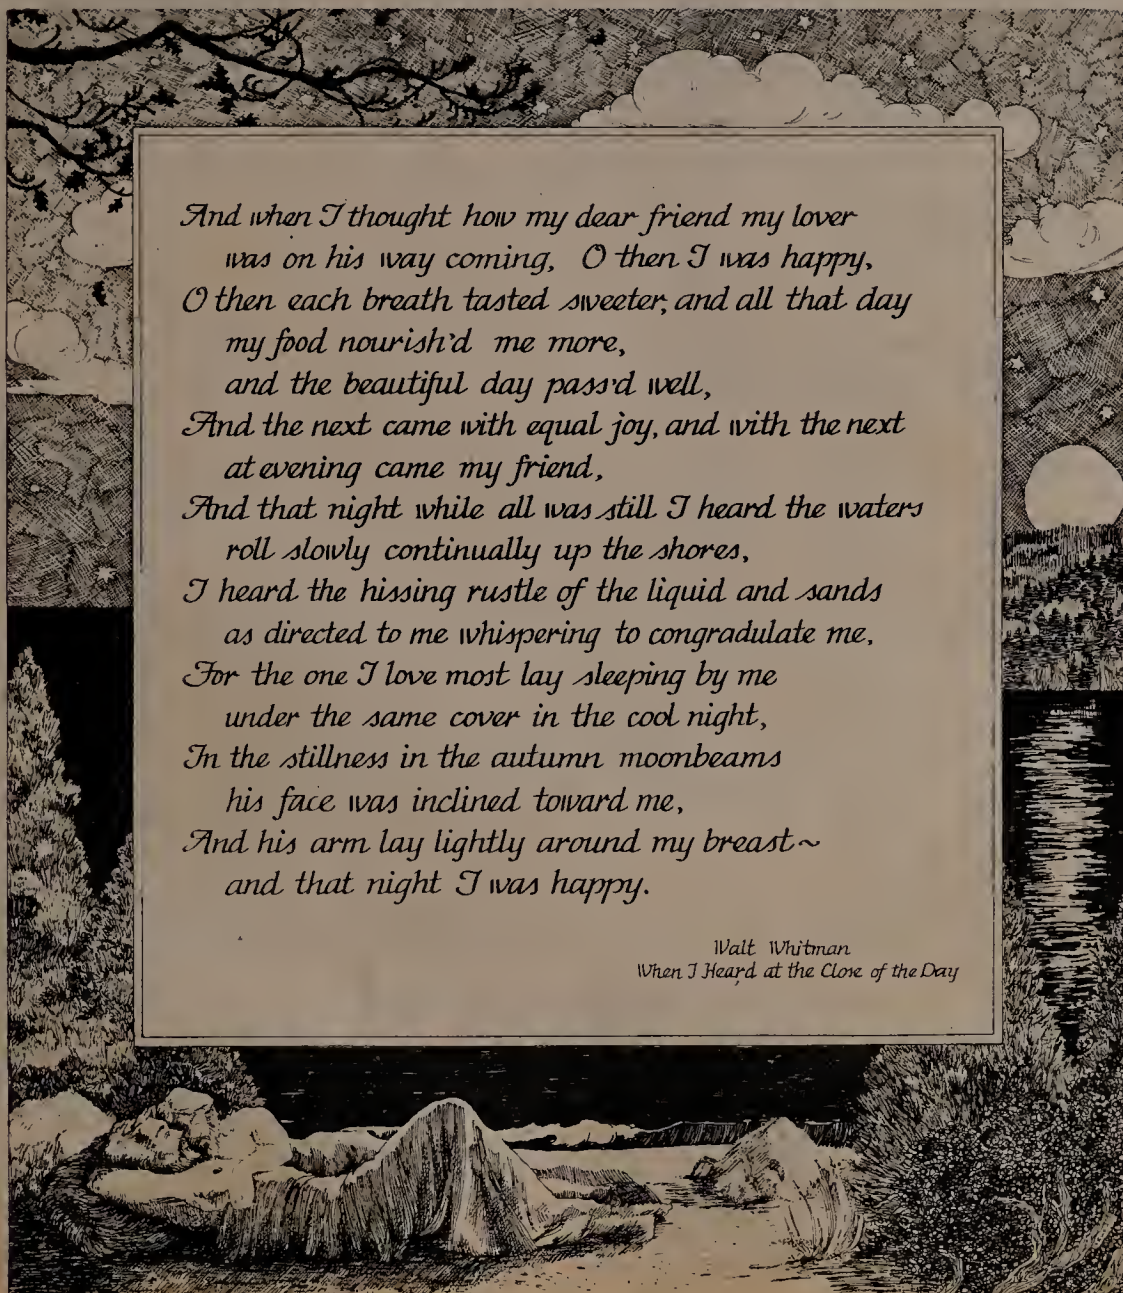 And when I thought how my dear friend my lover
was on his way coming, O then I was happy,
O then each breath tasted sweeter, and all that day
my food nourish'd me more,
and the beautiful day pass'd well,
And the next came with equal joy, and with the next
at evening came my friend,
And that night while all was still I heard the waters
roll slowly continually up the shores,
I heard the hissing rustle of the liquid and sands
as directed to me whispering to congradulate me,
For the one I love most lay sleeping by me
under the same cover in the cool night,
In the stillness in the autumn moonbeams
his face was inclined toward me,
And his arm lay lightly around my breast~
and that night I was happy.
Walt Whitman
When I Heard at the Close of the Day